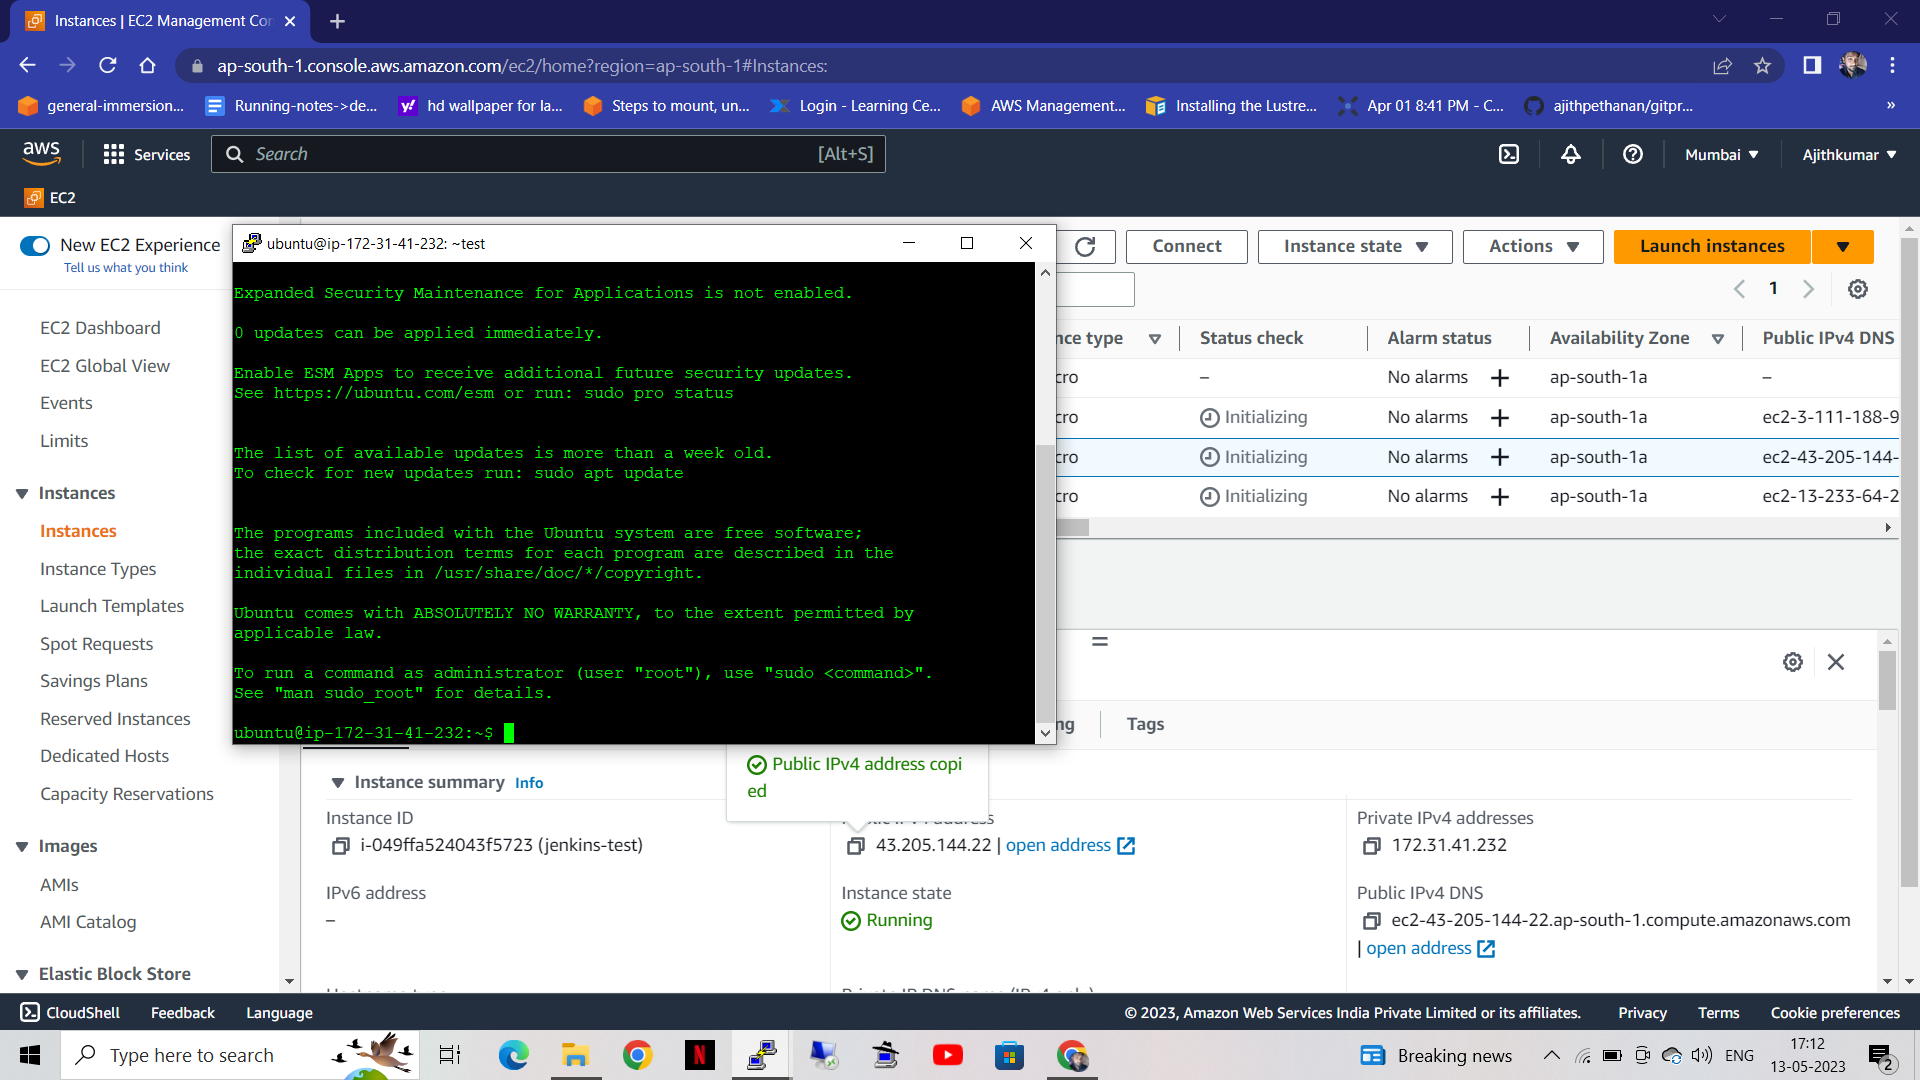 Instances | EC2 Management Con
ap-south-1.console.aws.amazon.com/ec2/home?region=ap-south-1#Instances:
general-immersion...
Running-notes->de...
hd wallpaper for la...
Steps to mount, un...
Login - Learning Ce...
AWS Management...
Installing the Lustre...
Apr 01 8:41 PM - C...
ajithpethanan/gitpr...
»
aws
Services
Search
[Alt+S]
Mumbai
Ajithkumar
EC2
New EC2 Experience
Tell us what you think
EC2 Dashboard
EC2 Global View
Events
Limits
Instances
Instances
Instance Types
Launch Templates
Spot Requests
Savings Plans
Reserved Instances
Dedicated Hosts
Capacity Reservations
Images
AMIs
AMI Catalog
Elastic Block Store
ubuntu@ip-172-31-41-232: ~test
Expanded Security Maintenance for Applications is not enabled.
0 updates can be applied immediately.
Enable ESM Apps to receive additional future security updates.
See https://ubuntu.com/esm or run: sudo pro status
The list of available updates is more than a week old.
To check for new updates run: sudo apt update
The programs included with the Ubuntu system are free software;
the exact distribution terms for each program are described in the
individual files in /usr/share/doc/*/copyright.
Ubuntu comes with ABSOLUTELY NO WARRANTY, to the extent permitted by
applicable law.
To run a command as administrator (user "root"), use "sudo <command>".
See "man sudo_root" for details.
ubuntu@ip-172-31-41-232:~$
Connect
Instance state
Actions
Launch instances
1
nce type
Status check
Alarm status
Availability Zone
Public IPv4 DNS
cro – No alarms + ap-south-1a –
cro Initializing No alarms + ap-south-1a ec2-3-111-188-9
cro Initializing No alarms + ap-south-1a ec2-43-205-144-
cro Initializing No alarms + ap-south-1a ec2-13-233-64-2
ng
Tags
Public IPv4 address copi
ed
Instance summary Info
Instance ID
i-049ffa524043f5723 (jenkins-test)
address
43.205.144.22 | open address
Private IPv4 addresses
172.31.41.232
IPv6 address
–
Instance state
Running
Public IPv4 DNS
ec2-43-205-144-22.ap-south-1.compute.amazonaws.com
| open address
CloudShell
Feedback
Language
© 2023, Amazon Web Services India Private Limited or its affiliates.
Privacy
Terms
Cookie preferences
Type here to search
Breaking news
ENG
17:12
13-05-2023
2